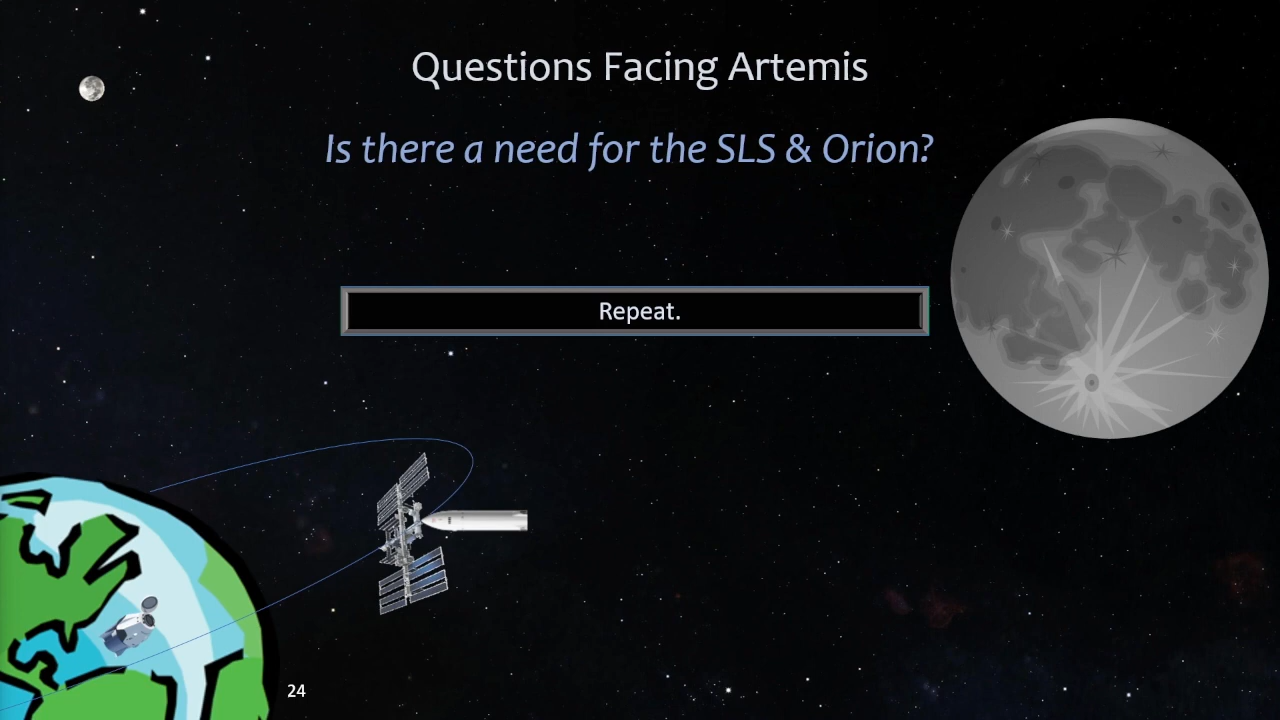 Questions Facing Artemis
Is there a need for the SLS & Orion?
Repeat.
24